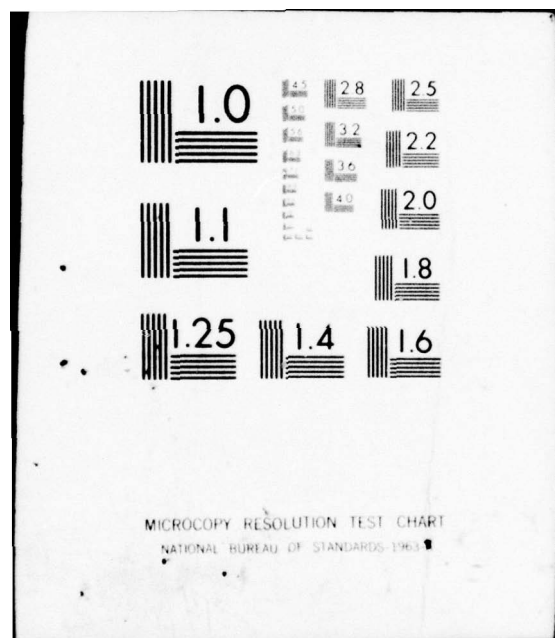 1.0
4.5 2.8 2.5
5.0
5.6 3.2 2.2
3.6
4.0 2.0
1.1
1.8
1.25 1.4 1.6
MICROCOPY RESOLUTION TEST CHART
NATIONAL BUREAU OF STANDARDS-1963-